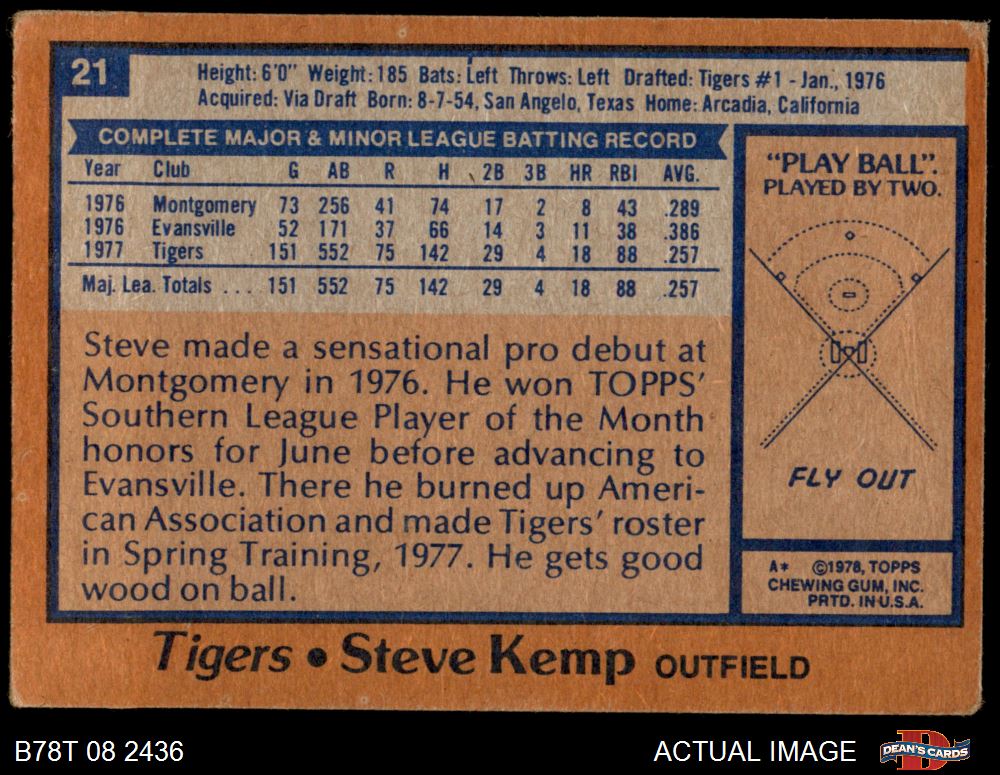 21
Height: 6'0" Weight: 185 Bats: Left Throws: Left Drafted: Tigers #1 - Jan., 1976
Acquired: Via Draft Born: 8-7-54, San Angelo, Texas Home: Arcadia, California
COMPLETE MAJOR & MINOR LEAGUE BATTING RECORD
Year Club G AB R H 2B 3B HR RBI AVG.
1976 Montgomery 73 256 41 74 17 2 8 43 .289
1976 Evansville 52 171 37 66 14 3 11 38 .386
1977 Tigers 151 552 75 142 29 4 18 88 .257
Maj. Lea. Totals . . . . 151 552 75 142 29 4 18 88 .257
Steve made a sensational pro debut at
Montgomery in 1976. He won TOPPS'
Southern League Player of the Month
honors for June before advancing to
Evansville. There he burned up Ameri-
can Association and made Tigers' roster
in Spring Training, 1977. He gets good
wood on ball.
"PLAY BALL".
PLAYED BY TWO.
FLY OUT
A* ©1978, TOPPS
CHEWING GUM, INC.
PRTD. IN U.S.A.
Tigers • Steve Kemp OUTFIELD
B78T 08 2436
ACTUAL IMAGE
DEAN'S CARDS